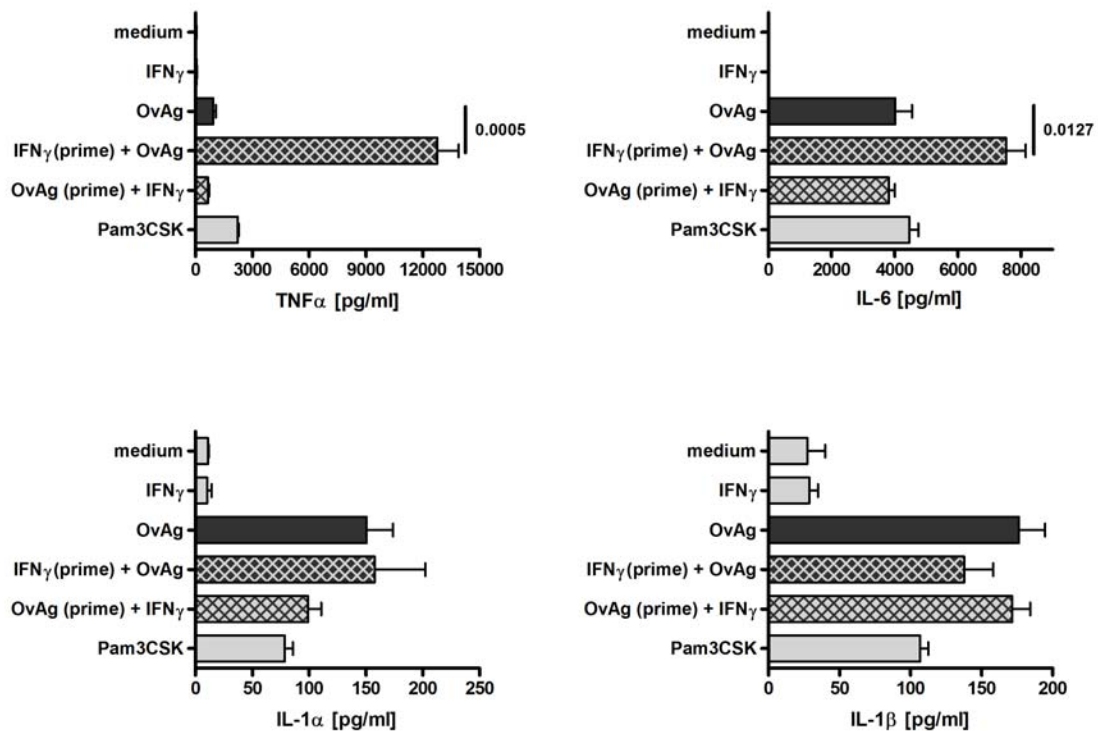 medium
IFNγ
OvAg
IFNγ(prime) + OvAg
OvAg (prime) + IFNγ
Pam3CSK
0.0005
0 3000 6000 9000 12000 15000
TNFα [pg/ml]
medium
IFNγ
OvAg
IFNγ(prime) + OvAg
OvAg (prime) + IFNγ
Pam3CSK
0.0127
0 2000 4000 6000 8000
IL-6 [pg/ml]
medium
IFNγ
OvAg
IFNγ(prime) + OvAg
OvAg (prime) + IFNγ
Pam3CSK
0 50 100 150 200 250
IL-1α [pg/ml]
medium
IFNγ
OvAg
IFNγ(prime) + OvAg
OvAg (prime) + IFNγ
Pam3CSK
0 50 100 150 200
IL-1β [pg/ml]